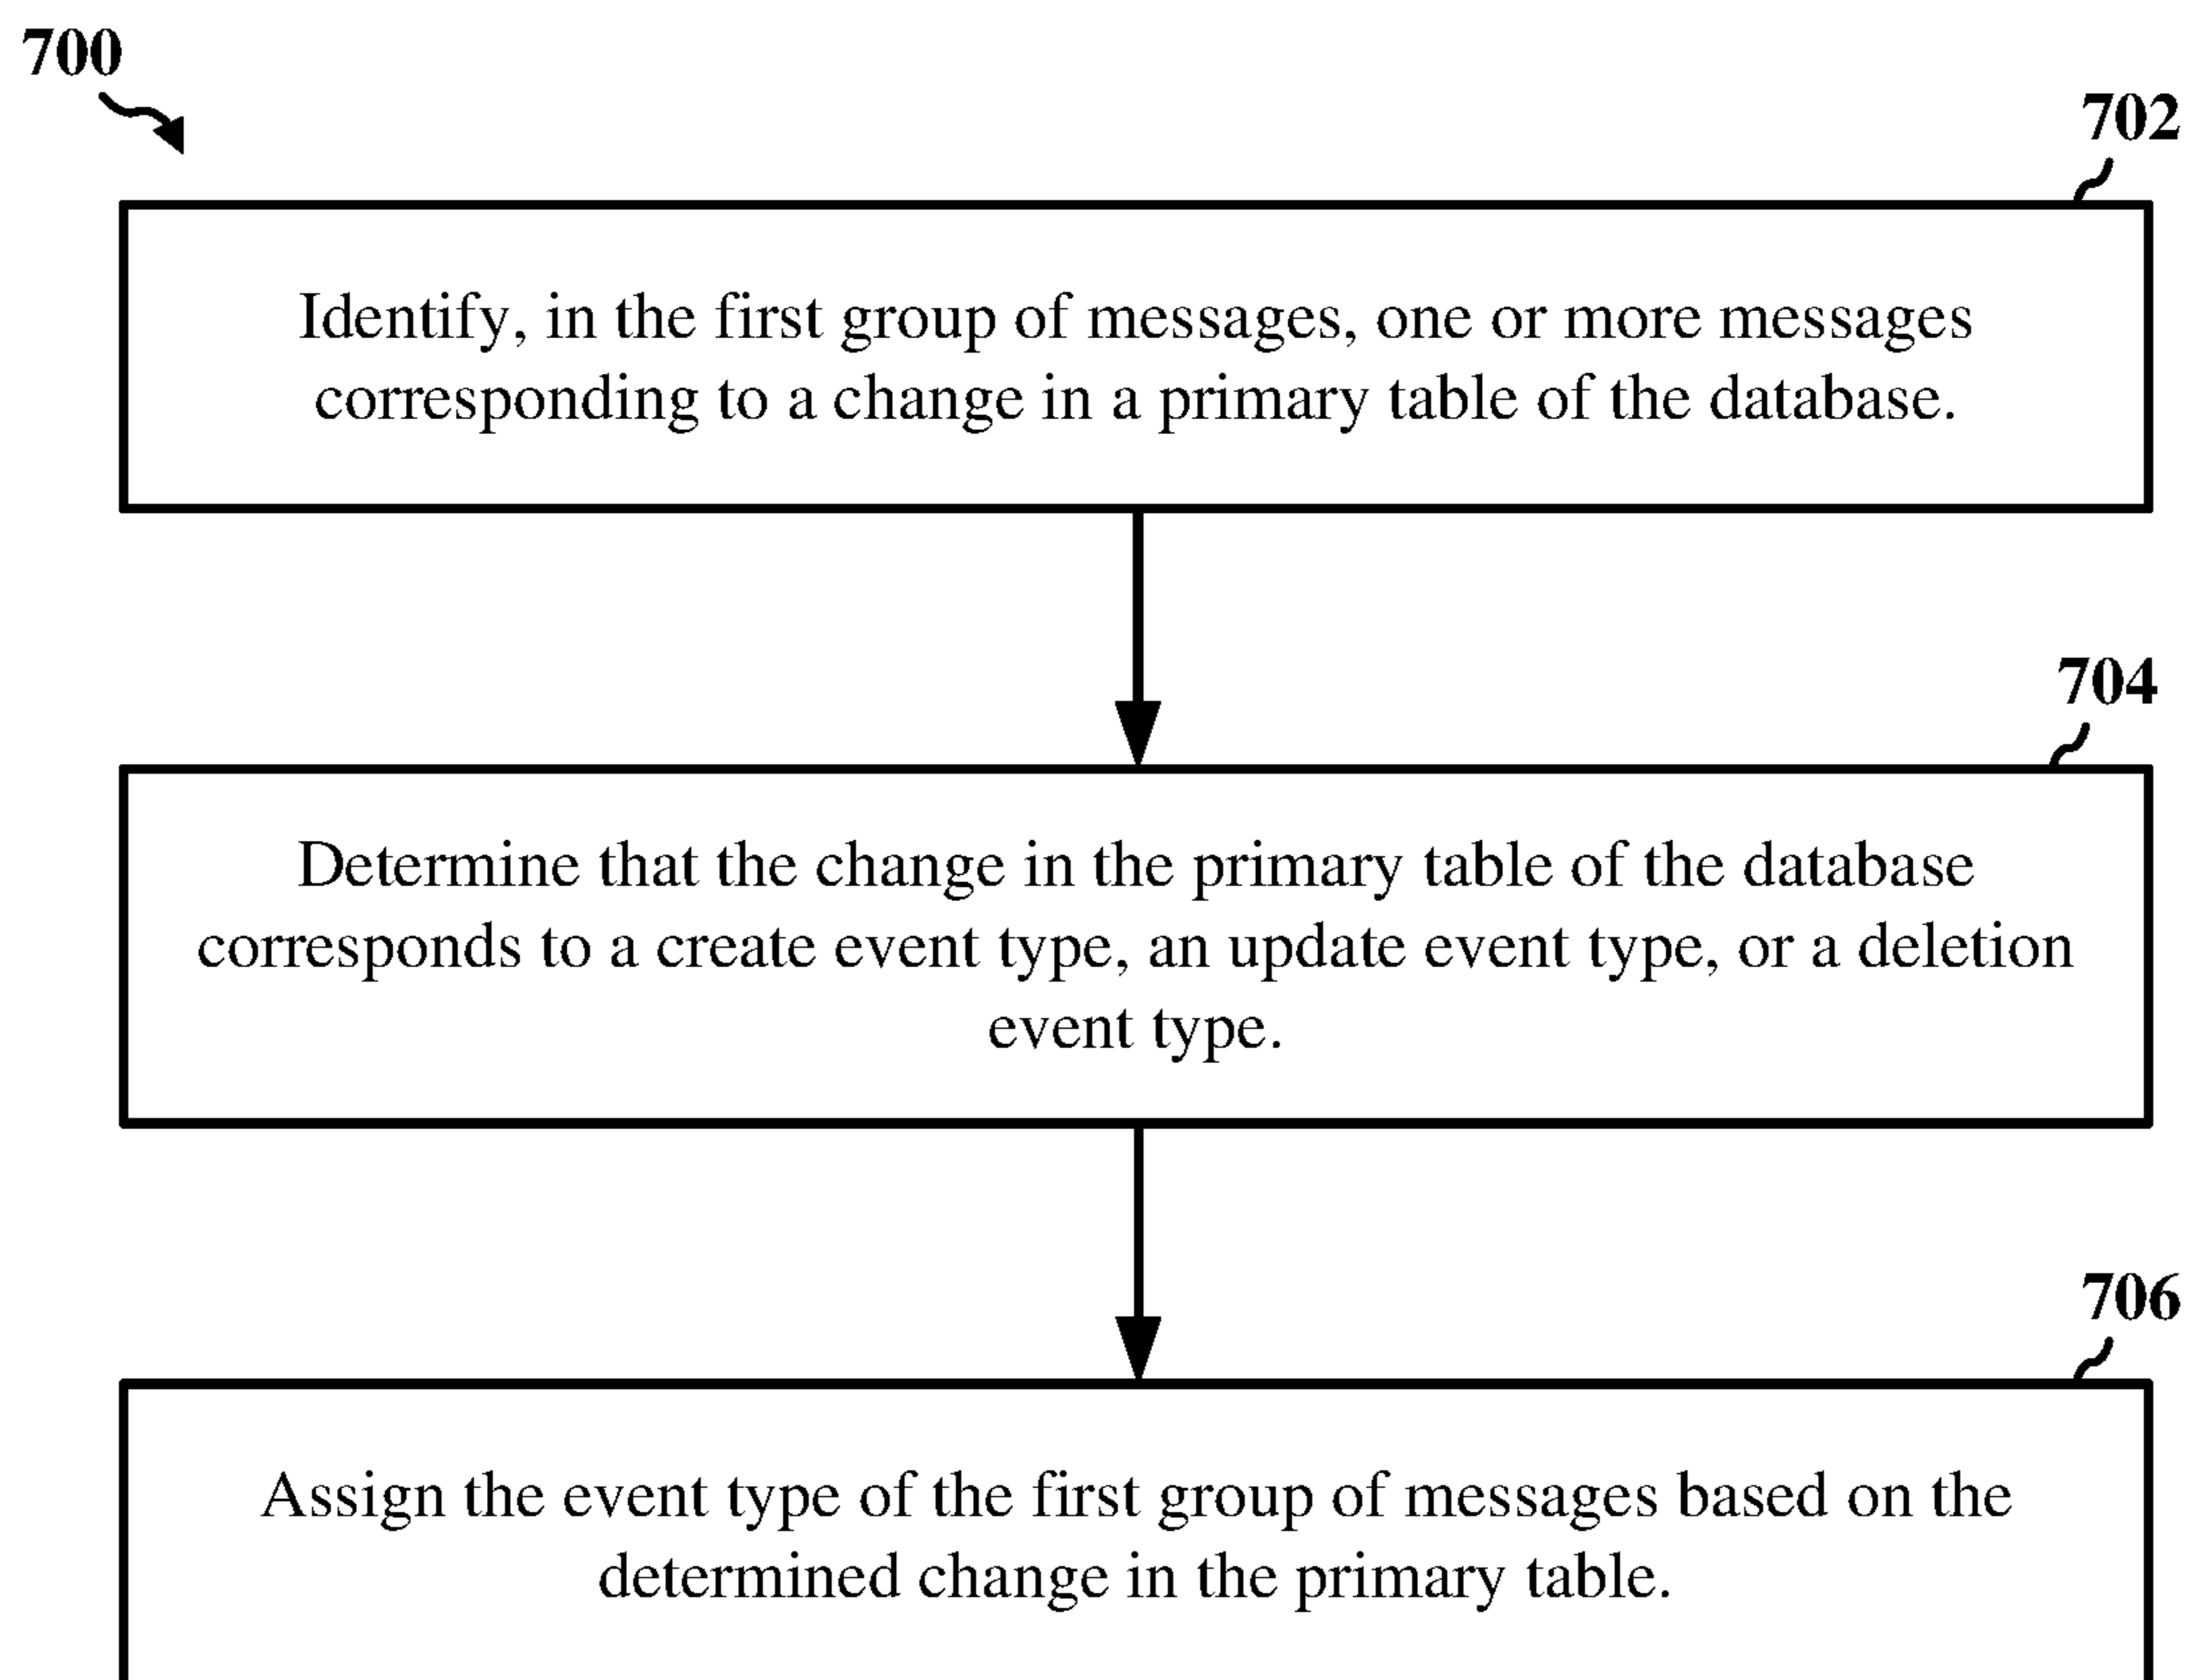 700
702
Identify, in the first group of messages, one or more messages
corresponding to a change in a primary table of the database.
704
Determine that the change in the primary table of the database
corresponds to a create event type, an update event type, or a deletion
event type.
706
Assign the event type of the first group of messages based on the
determined change in the primary table.